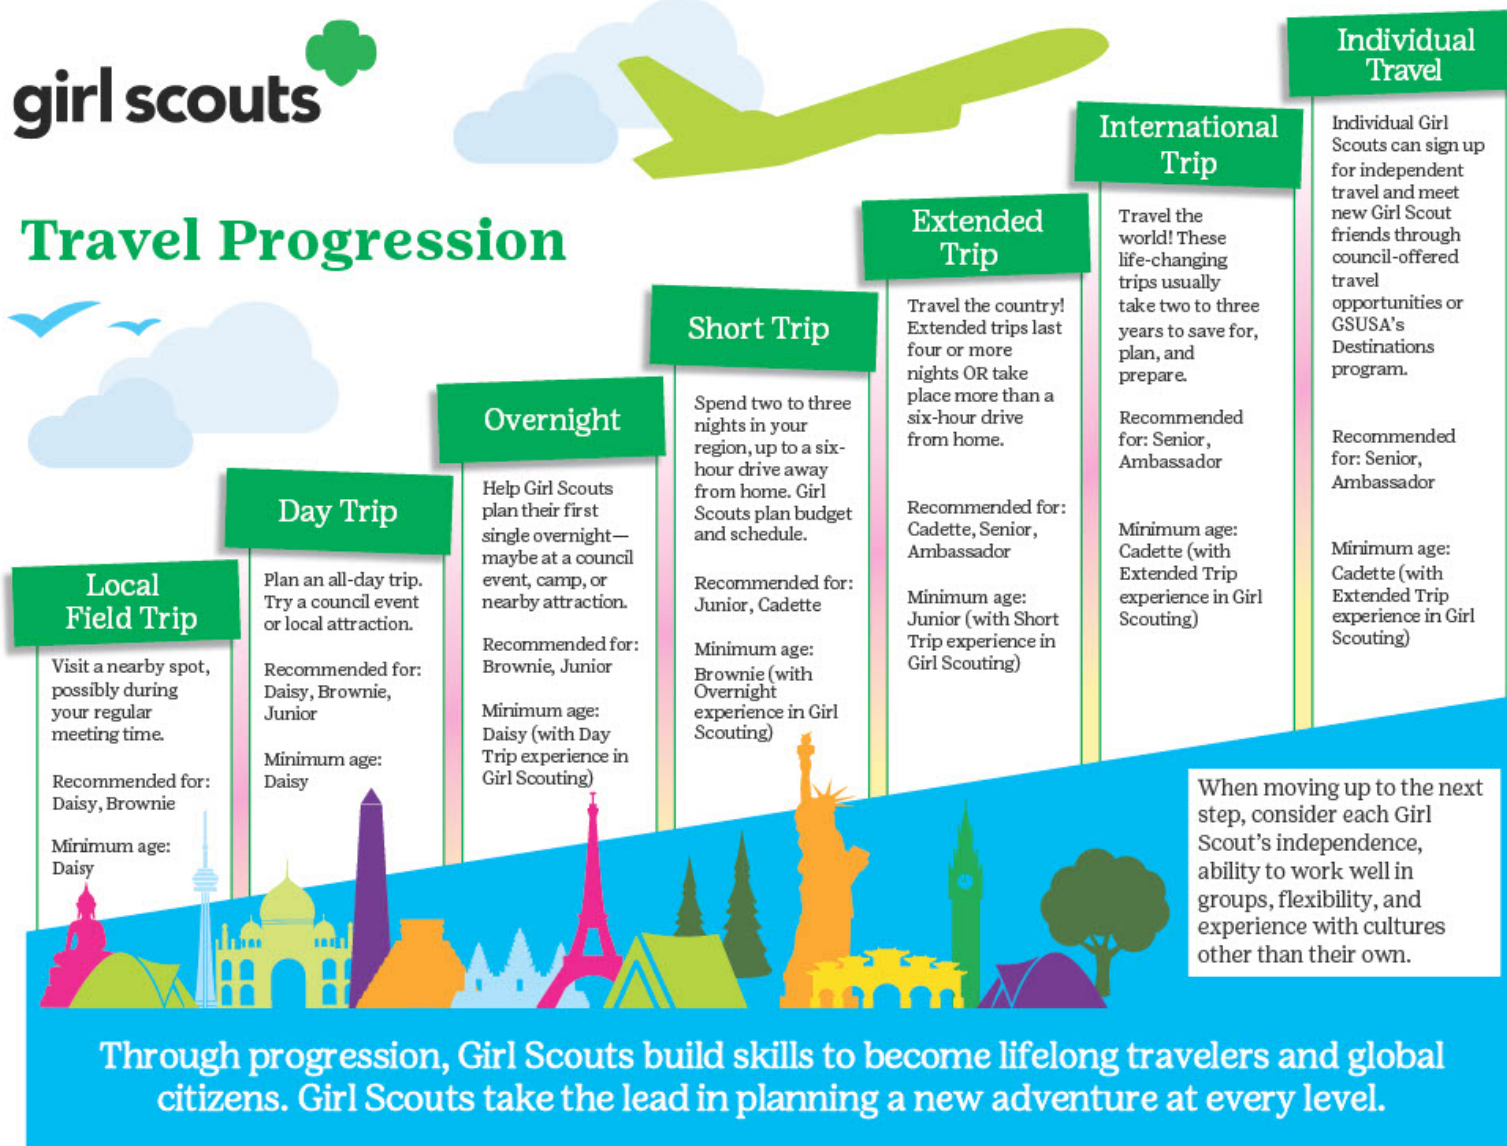 girl scouts
Travel Progression
Local
Field Trip
Visit a nearby spot,
possibly during
your regular
meeting time.
Recommended for:
Daisy, Brownie
Minimum age:
Daisy
Day Trip
Plan an all-day trip.
Try a council event
or local attraction.
Recommended for:
Daisy, Brownie,
Junior
Minimum age:
Daisy
Overnight
Help Girl Scouts
plan their first
single overnight—
maybe at a council
event, camp, or
nearby attraction.
Recommended for:
Brownie, Junior
Minimum age:
Daisy (with Day
Trip experience in
Girl Scouting)
Short Trip
Spend two to three
nights in your
region, up to a six-
hour drive away
from home. Girl
Scouts plan budget
and schedule.
Recommended for:
Junior, Cadette
Minimum age:
Brownie (with
Overnight
experience in Girl
Scouting)
Extended
Trip
Travel the country!
Extended trips last
four or more
nights OR take
place more than a
six-hour drive
from home.
Recommended for:
Cadette, Senior,
Ambassador
Minimum age:
Junior (with Short
Trip experience in
Girl Scouting)
International
Trip
Travel the
world! These
life-changing
trips usually
take two to three
years to save for,
plan, and
prepare.
Recommended
for: Senior,
Ambassador
Minimum age:
Cadette (with
Extended Trip
experience in Girl
Scouting)
Individual
Travel
Individual Girl
Scouts can sign up
for independent
travel and meet
new Girl Scout
friends through
council-offered
travel
opportunities or
GSUSA's
Destinations
program.
Recommended
for: Senior,
Ambassador
Minimum age:
Cadette (with
Extended Trip
experience in Girl
Scouting)
When moving up to the next
step, consider each Girl
Scout's independence,
ability to work well in
groups, flexibility, and
experience with cultures
other than their own.
Through progression, Girl Scouts build skills to become lifelong travelers and global
citizens. Girl Scouts take the lead in planning a new adventure at every level.